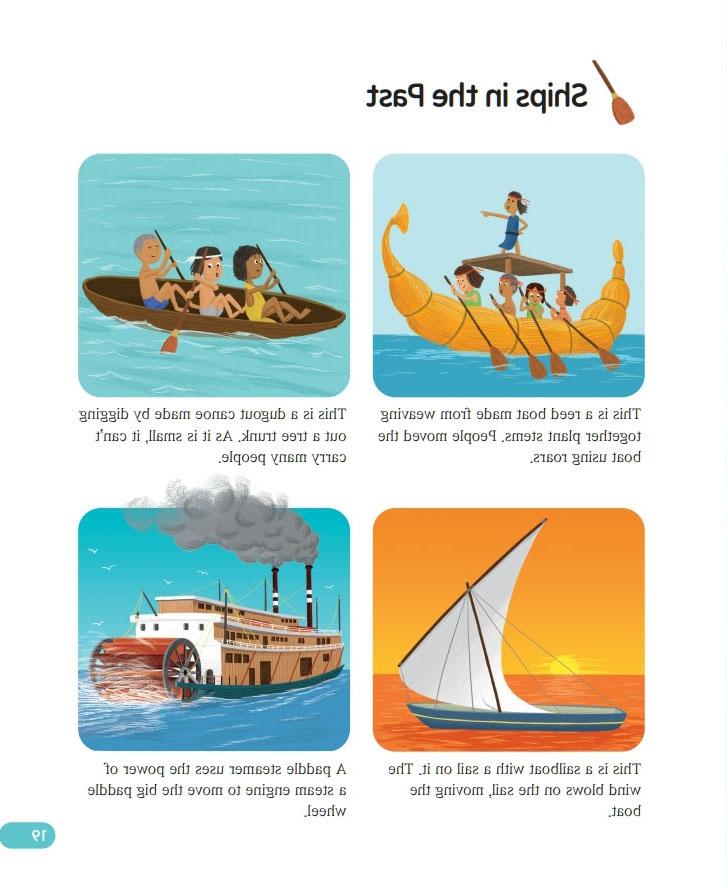 Ships in the Past
This is a reed boat made from weaving
together plant stems. People moved the
boat using roars.
This is a dugout canoe made by digging
out a tree trunk. As it is small, it can't
carry many people.
This is a sailboat with a sail on it. The
wind blows on the sail, moving the
boat.
A paddle steamer uses the power of
a steam engine to move the big paddle
wheel.
19